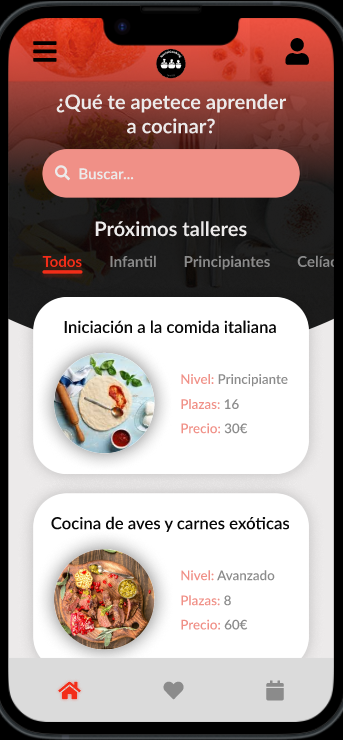 ¿Qué te apetece aprender
a cocinar?
Buscar...
Próximos talleres
Todos Infantil Principiantes Celíac
Iniciación a la comida italiana
Nivel: Principiante
Plazas: 16
Precio: 30€
Cocina de aves y carnes exóticas
Nivel: Avanzado
Plazas: 8
Precio: 60€